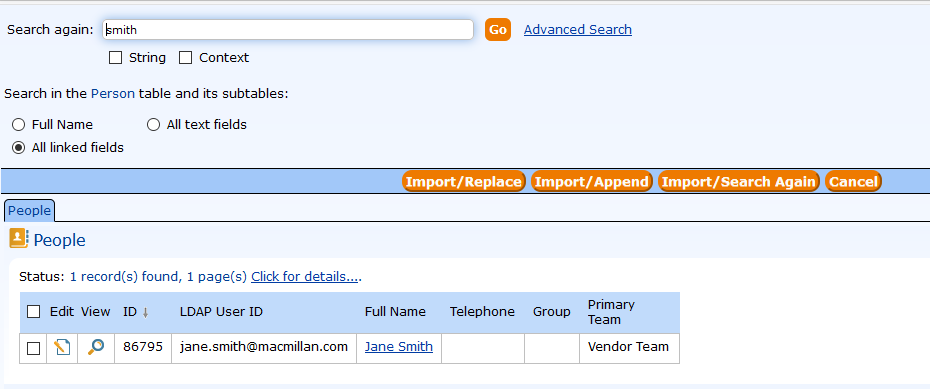 Search again: smith Go Advanced Search
String Context
Search in the Person table and its subtables:
Full Name All text fields
All linked fields
Import/Replace Import/Append Import/Search Again Cancel
People
People
Status: 1 record(s) found, 1 page(s) Click for details....
Edit View ID ↓ LDAP User ID Full Name Telephone Group Primary Team
86795 jane.smith@macmillan.com Jane Smith Vendor Team